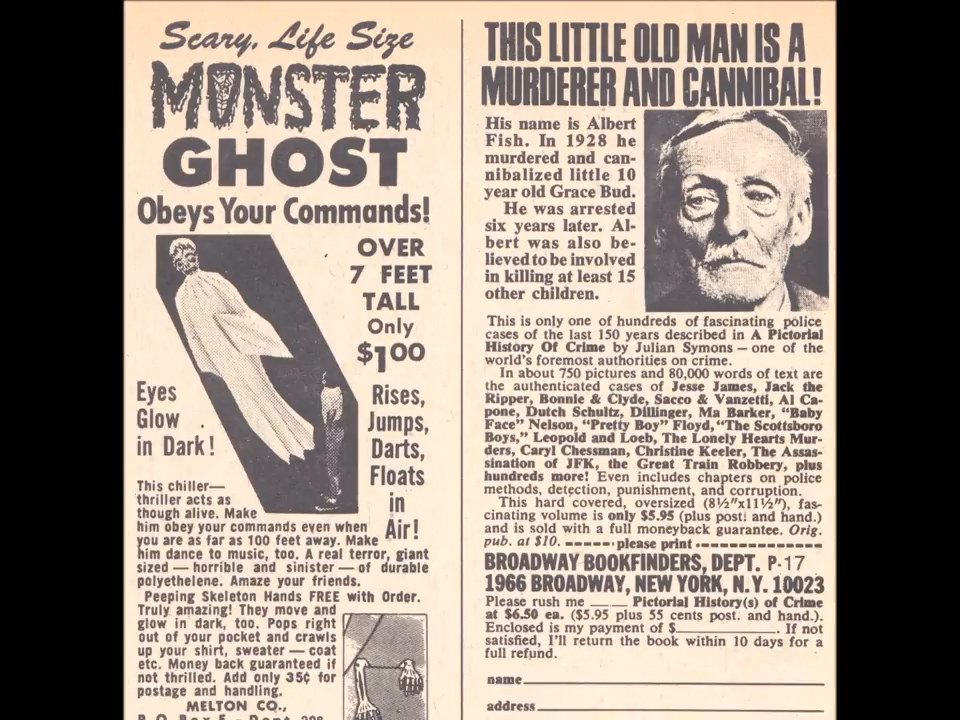 Scary, Life Size
MONSTER
GHOST
Obeys Your Commands!
OVER
7 FEET
TALL
Only
$100
Eyes
Glow
in Dark!
Rises,
Jumps,
Darts,
Floats
in
Air!
This chiller—
thriller acts as
though alive. Make
him obey your commands even when
you are as far as 100 feet away. Make
him dance to music, too. A real terror, giant
sized — horrible and sinister — of durable
polyethelene. Amaze your friends.
Peeping Skeleton Hands FREE with Order.
Truly amazing! They move and
glow in dark, too. Pops right
out of your pocket and crawls
up your shirt, sweater — coat
etc. Money back guaranteed if
not thrilled. Add only 35¢ for
postage and handling.
MELTON CO.,
THIS LITTLE OLD MAN IS A
MURDERER AND CANNIBAL!
His name is Albert
Fish. In 1928 he
murdered and can-
nibalized little 10
year old Grace Bud.
He was arrested
six years later. Al-
bert was also be-
lieved to be involved
in killing at least 15
other children.
This is only one of hundreds of fascinating police
cases of the last 150 years described in A Pictorial
History Of Crime by Julian Symons — one of the
world's foremost authorities on crime.
In about 750 pictures and 80,000 words of text are
the authenticated cases of Jesse James, Jack the
Ripper, Bonnie & Clyde, Sacco & Vanzetti, Al Ca-
pone, Dutch Schultz, Dillinger, Ma Barker, "Baby
Face" Nelson, "Pretty Boy" Floyd, "The Scottsboro
Boys," Leopold and Loeb, The Lonely Hearts Mur-
ders, Caryl Chessman, Christine Keeler, The Assas-
sination of JFK, the Great Train Robbery, plus
hundreds more! Even includes chapters on police
methods, detection, punishment, and corruption.
This hard covered, oversized (8½"x11½"), fas-
cinating volume is only $5.95 (plus post. and hand.)
and is sold with a full moneyback guarantee. Orig.
pub. at $10. ------ please print ----------------
BROADWAY BOOKFINDERS, DEPT. P-17
1966 BROADWAY, NEW YORK, N.Y. 10023
Please rush me ____ Pictorial History(s) of Crime
at $6.50 ea. ($5.95 plus 55 cents post. and hand.).
Enclosed is my payment of $__________. If not
satisfied, I'll return the book within 10 days for a
full refund.
name
address